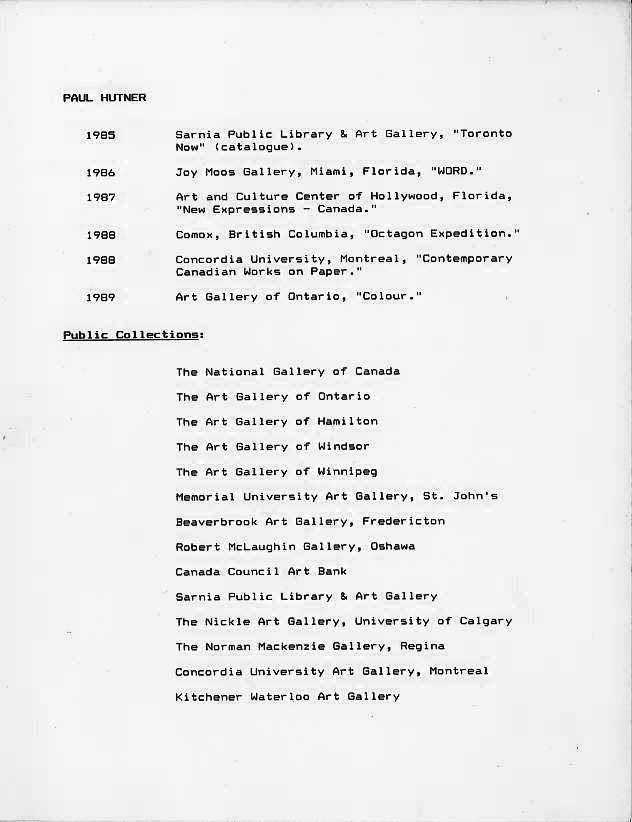 PAUL HUTNER
1985 Sarnia Public Library & Art Gallery, "Toronto
Now" (catalogue).
1986 Joy Moos Gallery, Miami, Florida, "WORD."
1987 Art and Culture Center of Hollywood, Florida,
"New Expressions - Canada."
1988 Comox, British Columbia, "Octagon Expedition."
1988 Concordia University, Montreal, "Contemporary
Canadian Works on Paper."
1989 Art Gallery of Ontario, "Colour."
Public Collections:
The National Gallery of Canada
The Art Gallery of Ontario
The Art Gallery of Hamilton
The Art Gallery of Windsor
The Art Gallery of Winnipeg
Memorial University Art Gallery, St. John's
Beaverbrook Art Gallery, Fredericton
Robert McLaughin Gallery, Oshawa
Canada Council Art Bank
Sarnia Public Library & Art Gallery
The Nickle Art Gallery, University of Calgary
The Norman Mackenzie Gallery, Regina
Concordia University Art Gallery, Montreal
Kitchener Waterloo Art Gallery